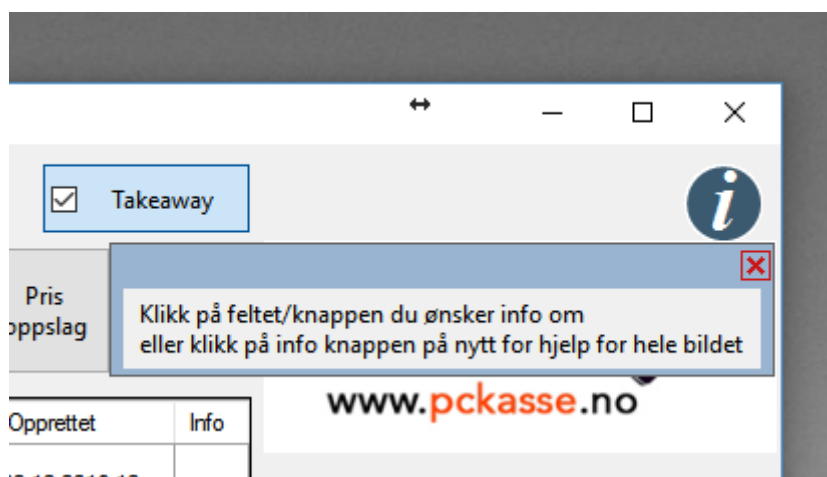 Takeaway
i
Pris
oppslag
Klikk på feltet/knappen du ønsker info om
eller klikk på info knappen på nytt for hjelp for hele bildet
www.pckasse.no
Opprettet Info